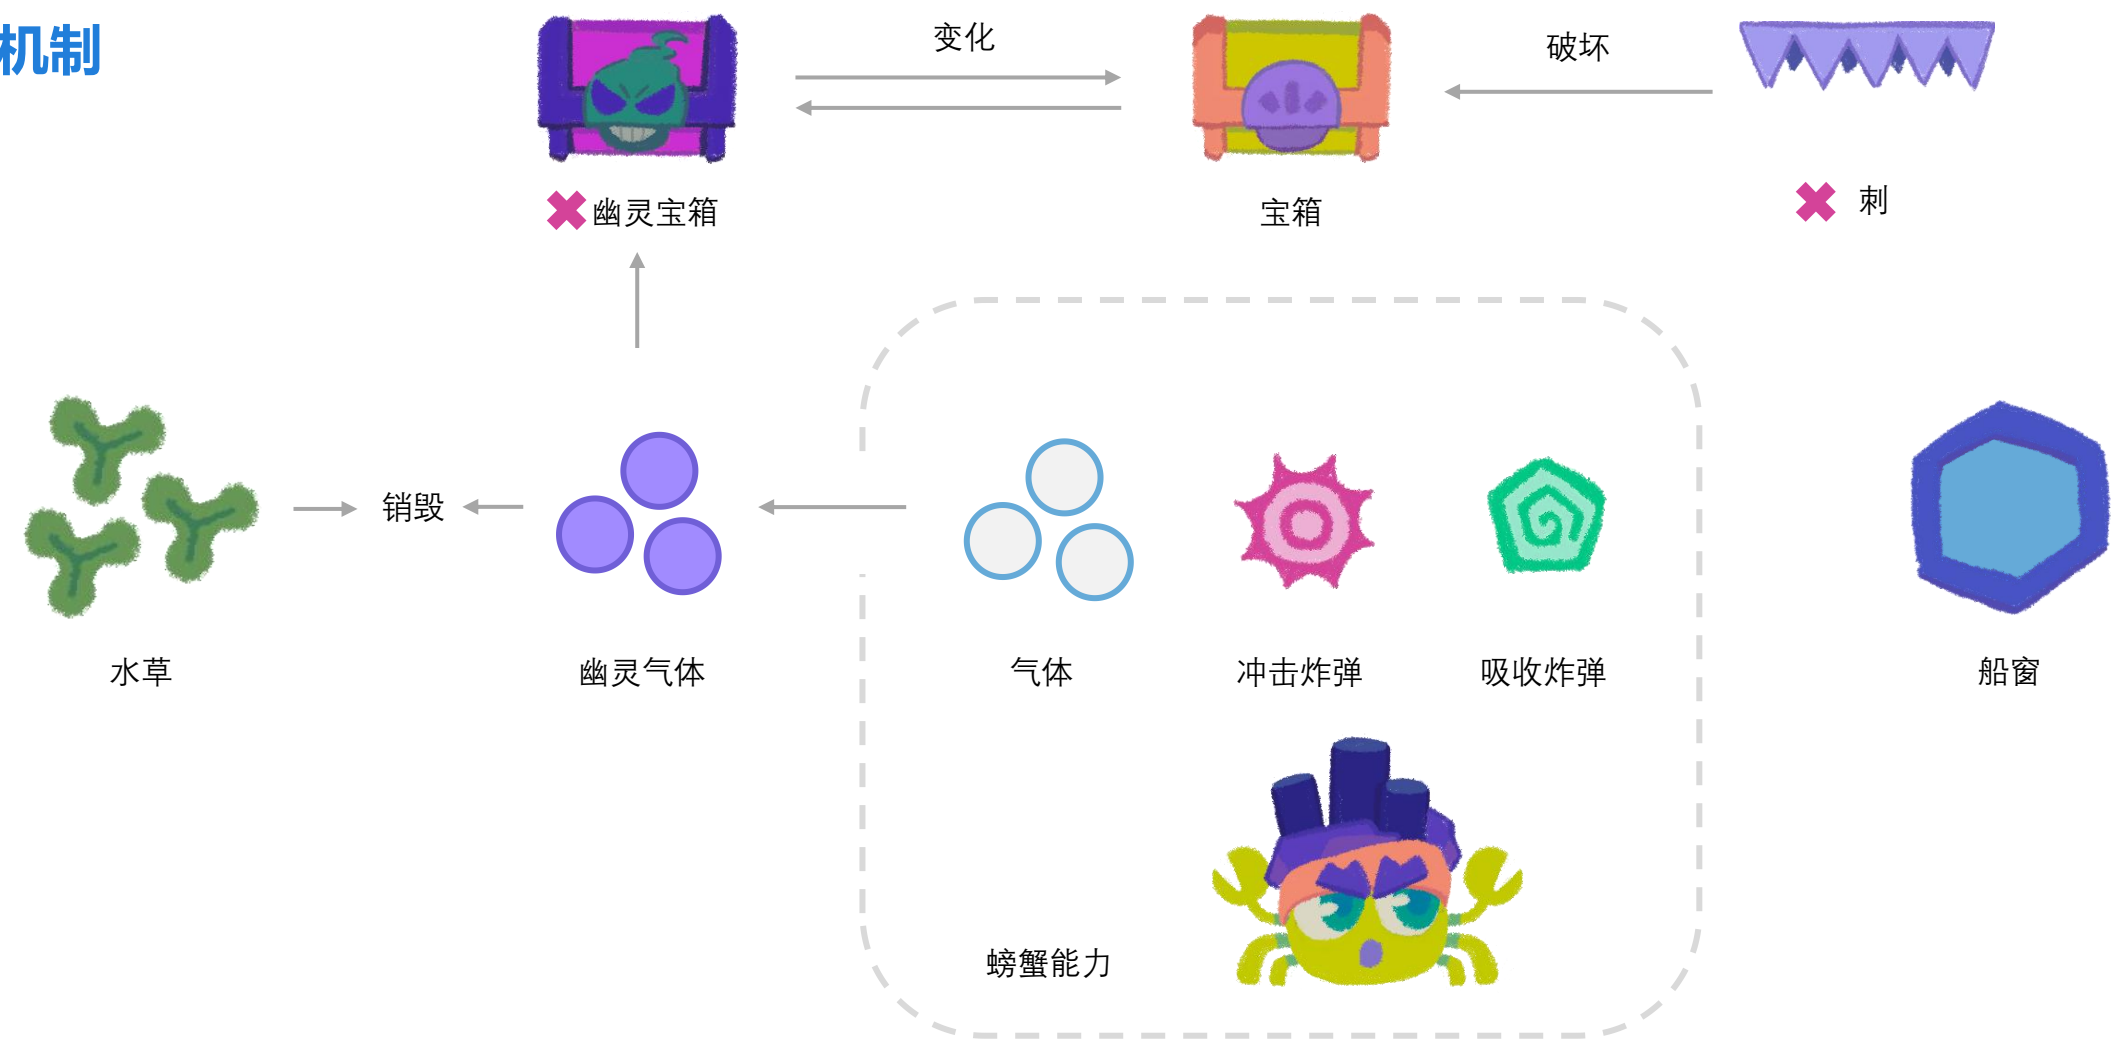 机制
变化
破坏
幽灵宝箱
宝箱
刺
销毁
水草
幽灵气体
气体
冲击炸弹
吸收炸弹
船窗
螃蟹能力